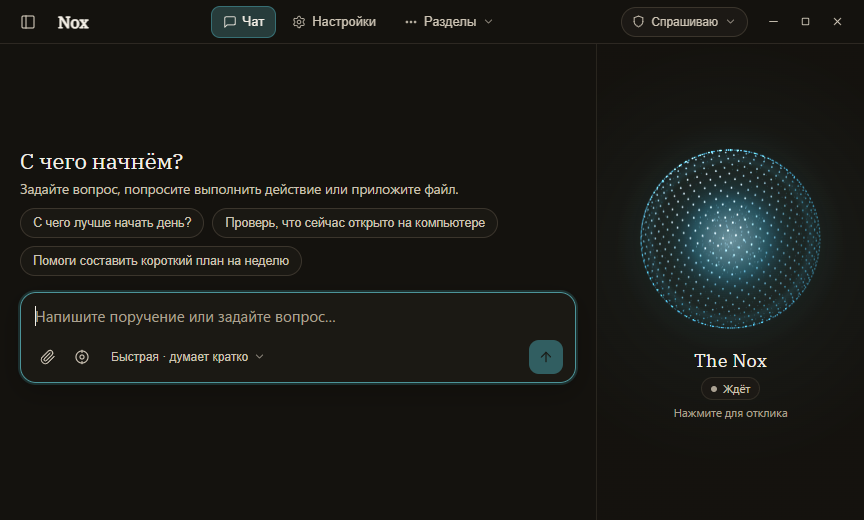 Nox
Чат
Настройки
Разделы
Спрашиваю
С чего начнём?
Задайте вопрос, попросите выполнить действие или приложите файл.
С чего лучше начать день?
Проверь, что сейчас открыто на компьютере
Помоги составить короткий план на неделю
Напишите поручение или задайте вопрос...
Быстрая · думает кратко
The Nox
Ждёт
Нажмите для отклика